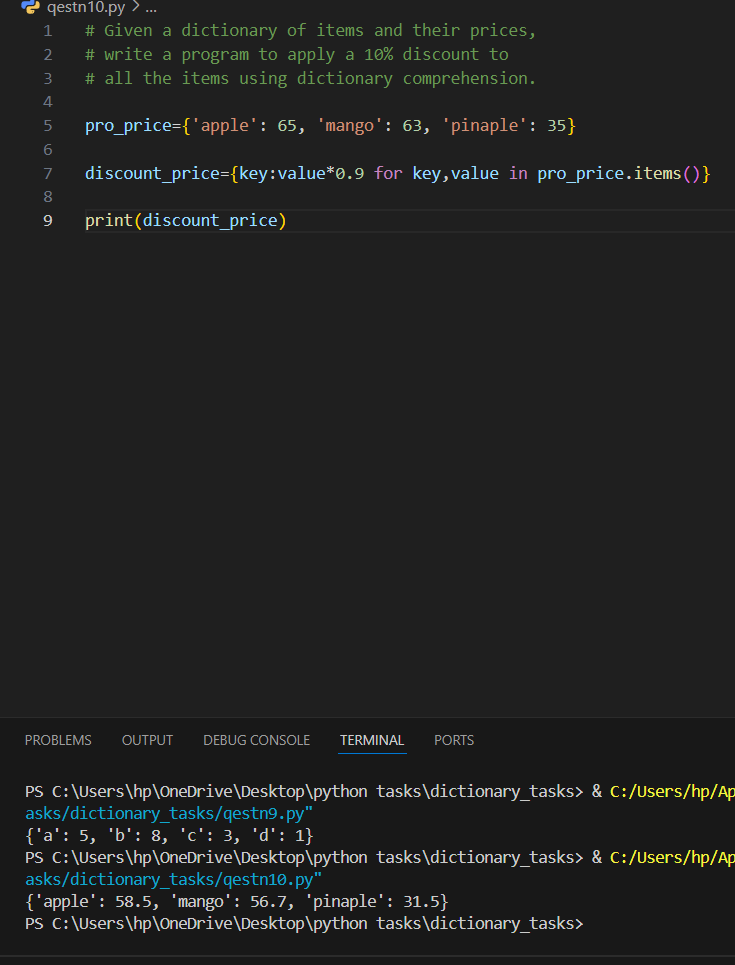 qestn10.py > ...
1 # Given a dictionary of items and their prices,
2 # write a program to apply a 10% discount to
3 # all the items using dictionary comprehension.
4
5 pro_price={'apple': 65, 'mango': 63, 'pinaple': 35}
6
7 discount_price={key:value*0.9 for key,value in pro_price.items()}
8
9 print(discount_price)
PROBLEMS OUTPUT DEBUG CONSOLE TERMINAL PORTS
PS C:\Users\hp\OneDrive\Desktop\python tasks\dictionary_tasks> & C:/Users/hp/Ap
asks/dictionary_tasks/qestn9.py"
{'a': 5, 'b': 8, 'c': 3, 'd': 1}
PS C:\Users\hp\OneDrive\Desktop\python tasks\dictionary_tasks> & C:/Users/hp/Ap
asks/dictionary_tasks/qestn10.py"
{'apple': 58.5, 'mango': 56.7, 'pinaple': 31.5}
PS C:\Users\hp\OneDrive\Desktop\python tasks\dictionary_tasks>